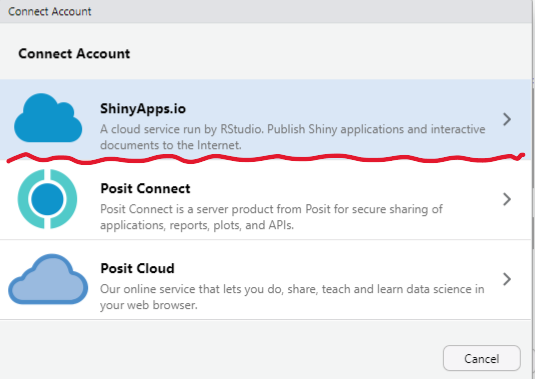 Connect Account
Connect Account
ShinyApps.io
A cloud service run by RStudio. Publish Shiny applications and interactive
documents to the Internet.
Posit Connect
Posit Connect is a server product from Posit for secure sharing of
applications, reports, plots, and APIs.
Posit Cloud
Our online service that lets you do, share, teach and learn data science in
your web browser.
Cancel